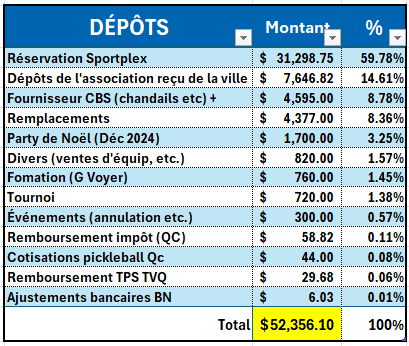 DÉPÔTS Montant %
Réservation Sportplex $ 31,298.75 59.78%
Dépôts de l'association reçu de la ville $ 7,646.82 14.61%
Fournisseur CBS (chandails etc) + $ 4,595.00 8.78%
Remplacements $ 4,377.00 8.36%
Party de Noël (Déc 2024) $ 1,700.00 3.25%
Divers (ventes d'équip, etc.) $ 820.00 1.57%
Fomation (G Voyer) $ 760.00 1.45%
Tournoi $ 720.00 1.38%
Événements (annulation etc.) $ 300.00 0.57%
Remboursement impôt (QC) $ 58.82 0.11%
Cotisations pickleball Qc $ 44.00 0.08%
Remboursement TPS TVQ $ 29.68 0.06%
Ajustements bancaires BN $ 6.03 0.01%
Total $52,356.10 100%